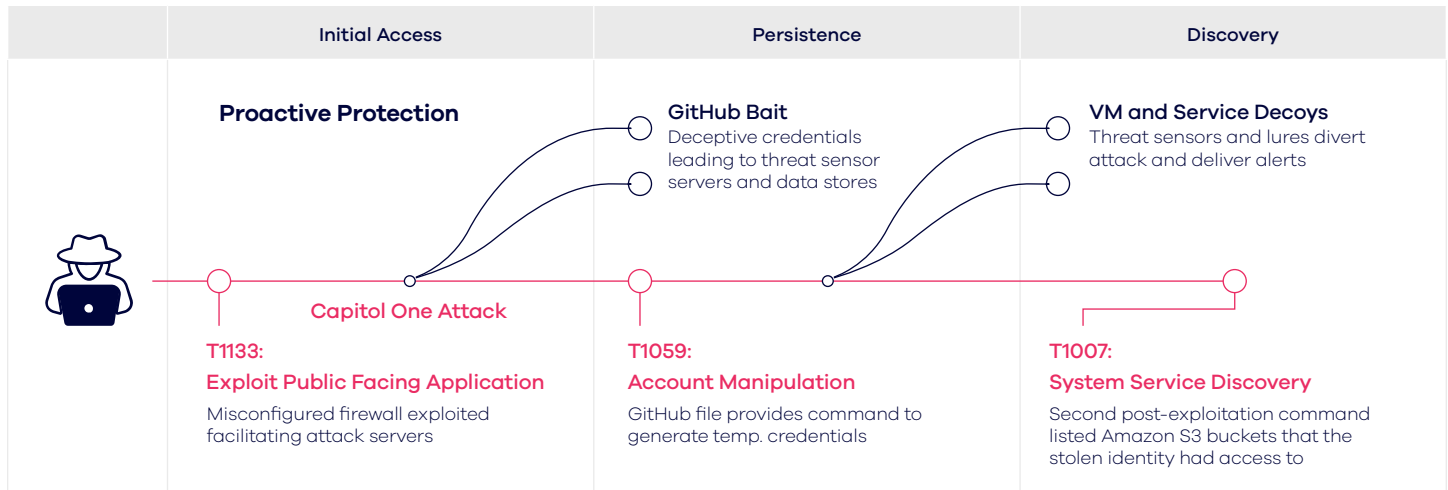 Initial Access
Persistence
Discovery
Proactive Protection
GitHub Bait
Deceptive credentials
leading to threat sensor
servers and data stores
VM and Service Decoys
Threat sensors and lures divert
attack and deliver alerts
Capitol One Attack
T1133:
Exploit Public Facing Application
Misconfigured firewall exploited
facilitating attack servers
T1059:
Account Manipulation
GitHub file provides command to
generate temp. credentials
T1007:
System Service Discovery
Second post-exploitation command
listed Amazon S3 buckets that the
stolen identity had access to